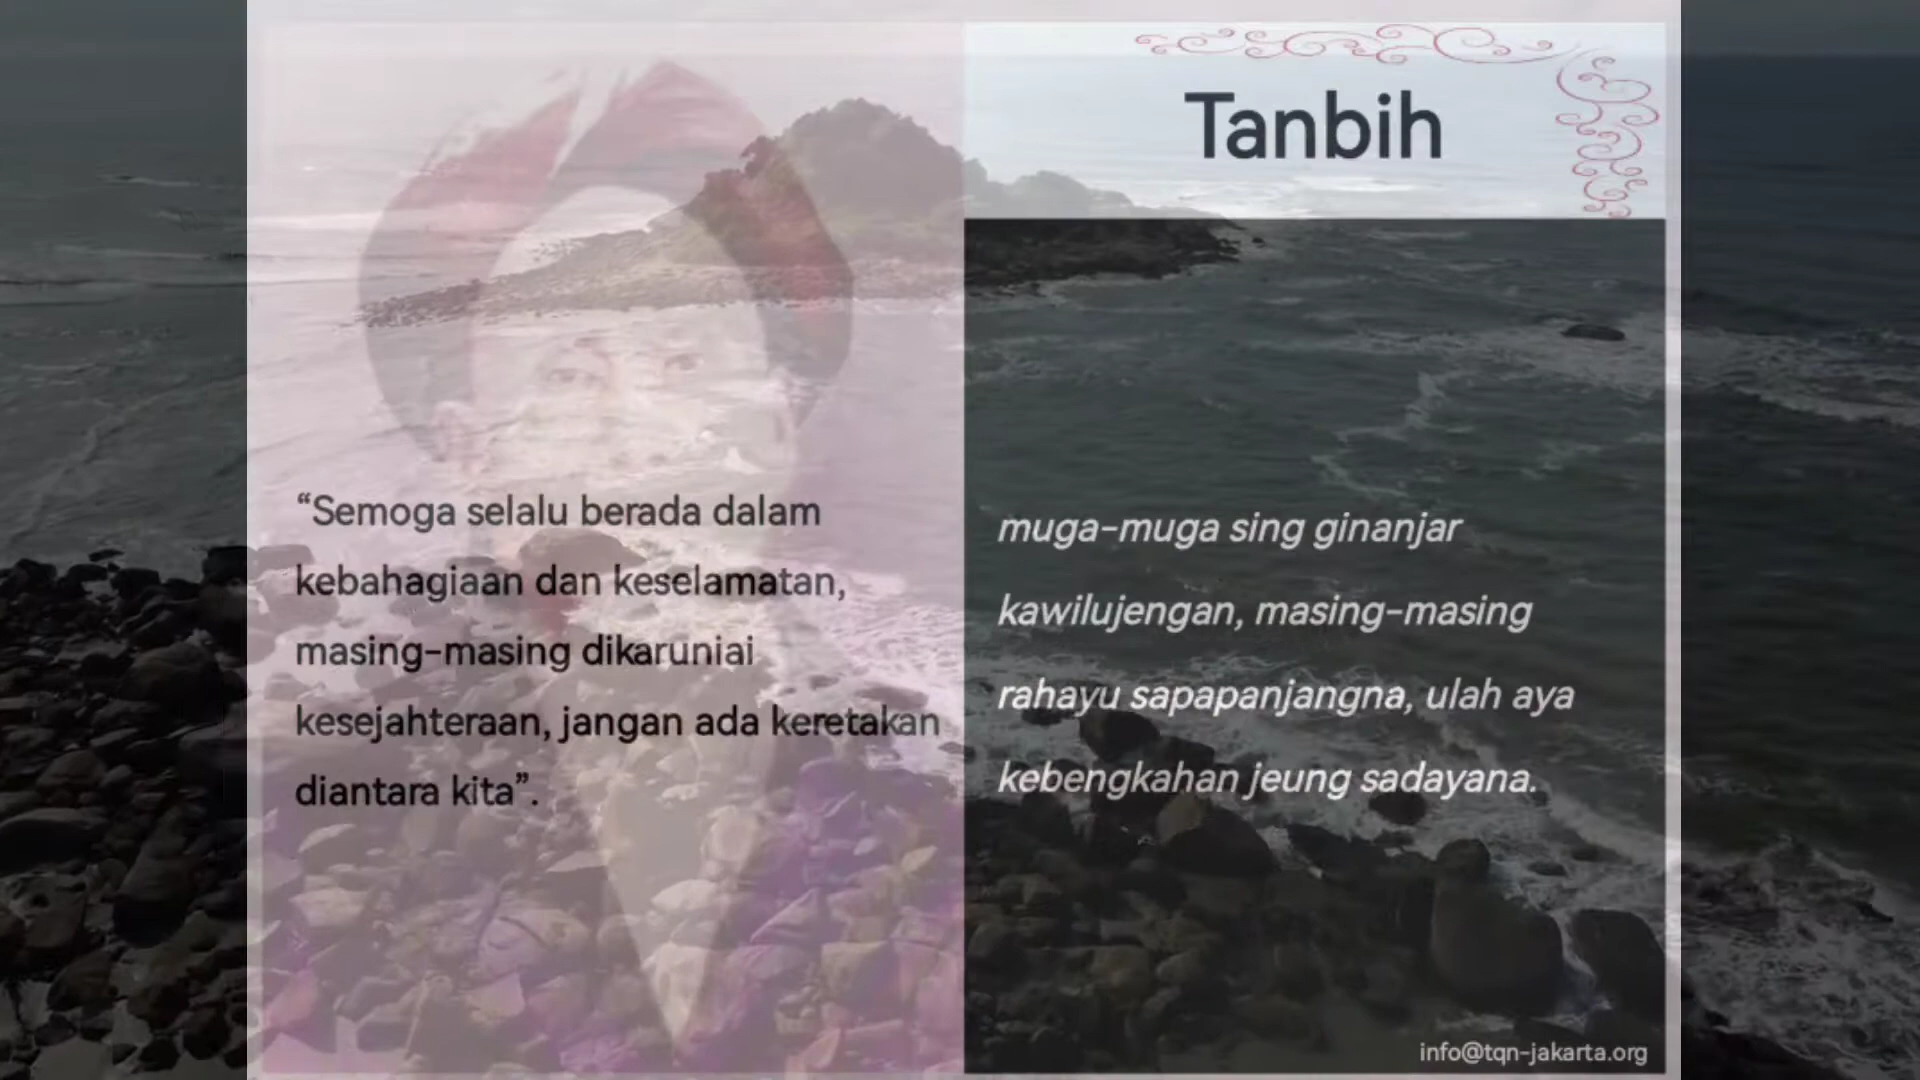 Tanbih
“Semoga selalu berada dalam
kebahagiaan dan keselamatan,
masing-masing dikaruniai
kesejahteraan, jangan ada keretakan
diantara kita”.
muga-muga sing ginanjar
kawilujengan, masing-masing
rahayu sapapanjangna, ulah aya
kebengkahan jeung sadayana.
info@tqn-jakarta.org